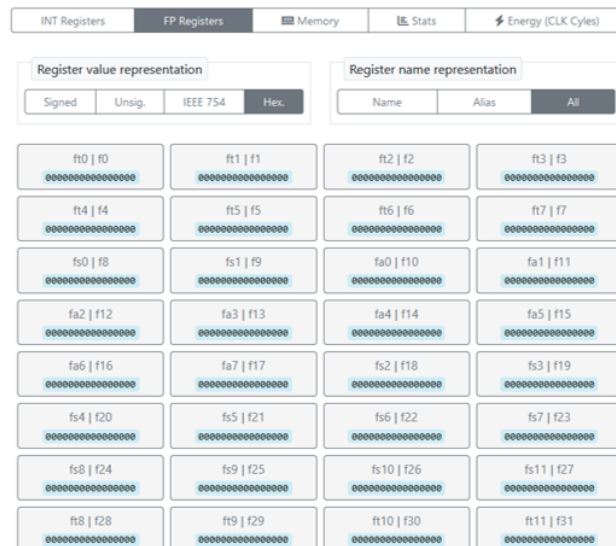 INT Registers FP Registers Memory Stats Energy (CLK Cyles)
Register value representation Register name representation
Signed Unsig. IEEE 754 Hex. Name Alias All
ft0 | f0 ft1 | f1 ft2 | f2 ft3 | f3
0000000000000000 0000000000000000 0000000000000000 0000000000000000
ft4 | f4 ft5 | f5 ft6 | f6 ft7 | f7
0000000000000000 0000000000000000 0000000000000000 0000000000000000
fs0 | f8 fs1 | f9 fa0 | f10 fa1 | f11
0000000000000000 0000000000000000 0000000000000000 0000000000000000
fa2 | f12 fa3 | f13 fa4 | f14 fa5 | f15
0000000000000000 0000000000000000 0000000000000000 0000000000000000
fa6 | f16 fa7 | f17 fs2 | f18 fs3 | f19
0000000000000000 0000000000000000 0000000000000000 0000000000000000
fs4 | f20 fs5 | f21 fs6 | f22 fs7 | f23
0000000000000000 0000000000000000 0000000000000000 0000000000000000
fs8 | f24 fs9 | f25 fs10 | f26 fs11 | f27
0000000000000000 0000000000000000 0000000000000000 0000000000000000
ft8 | f28 ft9 | f29 ft10 | f30 ft11 | f31
0000000000000000 0000000000000000 0000000000000000 0000000000000000